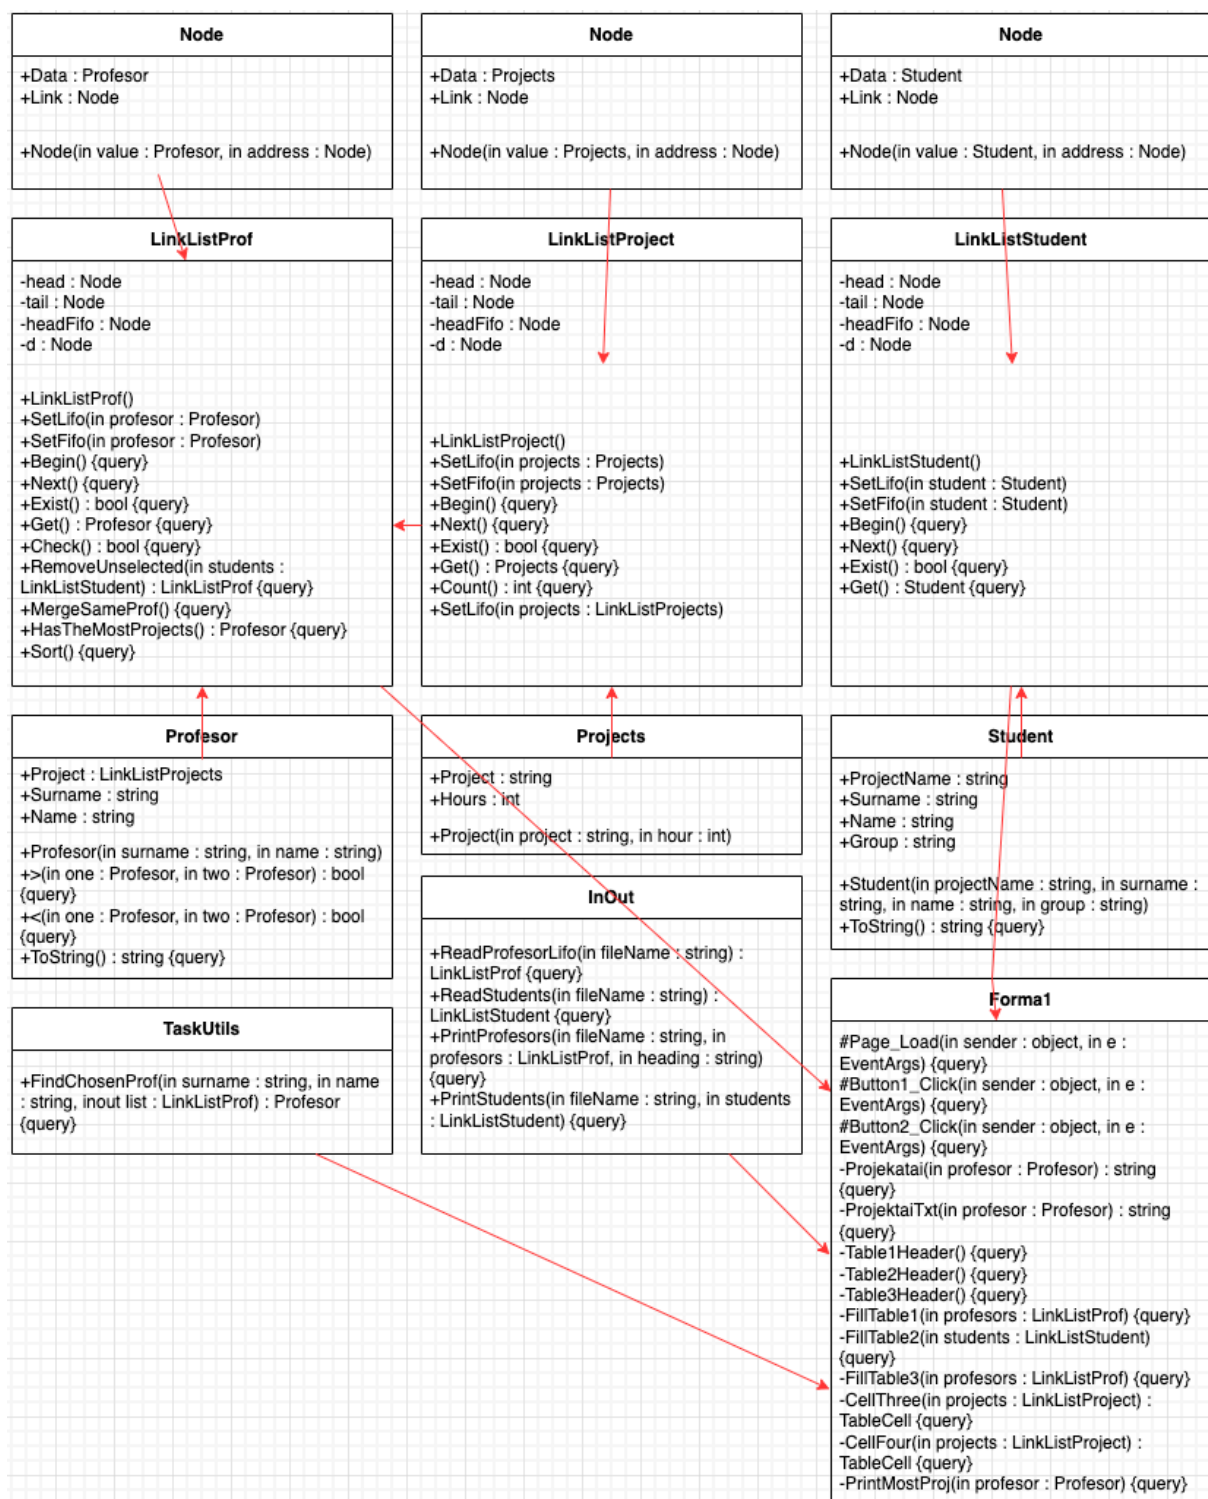 Node
+Data : Profesor
+Link : Node
+Node(in value : Profesor, in address : Node)
Node
+Data : Projects
+Link : Node
+Node(in value : Projects, in address : Node)
Node
+Data : Student
+Link : Node
+Node(in value : Student, in address : Node)
LinkListProf
-head : Node
-tail : Node
-headFifo : Node
-d : Node
+LinkListProf()
+SetLifo(in profesor : Profesor)
+SetFifo(in profesor : Profesor)
+Begin() {query}
+Next() {query}
+Exist() : bool {query}
+Get() : Profesor {query}
+Check() : bool {query}
+RemoveUnselected(in students :
LinkListStudent) : LinkListProf {query}
+MergeSameProf() {query}
+HasTheMostProjects() : Profesor {query}
+Sort() {query}
LinkListProject
-head : Node
-tail : Node
-headFifo : Node
-d : Node
+LinkListProject()
+SetLifo(in projects : Projects)
+SetFifo(in projects : Projects)
+Begin() {query}
+Next() {query}
+Exist() : bool {query}
+Get() : Projects {query}
+Count() : int {query}
+SetLifo(in projects : LinkListProjects)
LinkListStudent
-head : Node
-tail : Node
-headFifo : Node
-d : Node
+LinkListStudent()
+SetLifo(in student : Student)
+SetFifo(in student : Student)
+Begin() {query}
+Next() {query}
+Exist() : bool {query}
+Get() : Student {query}
Profesor
+Project : LinkListProjects
+Surname : string
+Name : string
+Profesor(in surname : string, in name : string)
+>(in one : Profesor, in two : Profesor) : bool
{query}
+<(in one : Profesor, in two : Profesor) : bool
{query}
+ToString() : string {query}
Projects
+Project : string
+Hours : int
+Project(in project : string, in hour : int)
Student
+ProjectName : string
+Surname : string
+Name : string
+Group : string
+Student(in projectName : string, in surname :
string, in name : string, in group : string)
+ToString() : string {query}
InOut
+ReadProfesorLifo(in fileName : string) :
LinkListProf {query}
+ReadStudents(in fileName : string) :
LinkListStudent {query}
+PrintProfesors(in fileName : string, in
profesors : LinkListProf, in heading : string)
{query}
+PrintStudents(in fileName : string, in students
: LinkListStudent) {query}
TaskUtils
+FindChosenProf(in surname : string, in name
: string, inout list : LinkListProf) : Profesor
{query}
Forma1
#Page_Load(in sender : object, in e :
EventArgs) {query}
#Button1_Click(in sender : object, in e :
EventArgs) {query}
#Button2_Click(in sender : object, in e :
EventArgs) {query}
-Projekatai(in profesor : Profesor) : string
{query}
-ProjektaiTxt(in profesor : Profesor) : string
{query}
-Table1Header() {query}
-Table2Header() {query}
-Table3Header() {query}
-FillTable1(in profesors : LinkListProf) {query}
-FillTable2(in students : LinkListStudent)
{query}
-FillTable3(in profesors : LinkListProf) {query}
-CellThree(in projects : LinkListProject) :
TableCell {query}
-CellFour(in projects : LinkListProject) :
TableCell {query}
-PrintMostProj(in profesor : Profesor) {query}